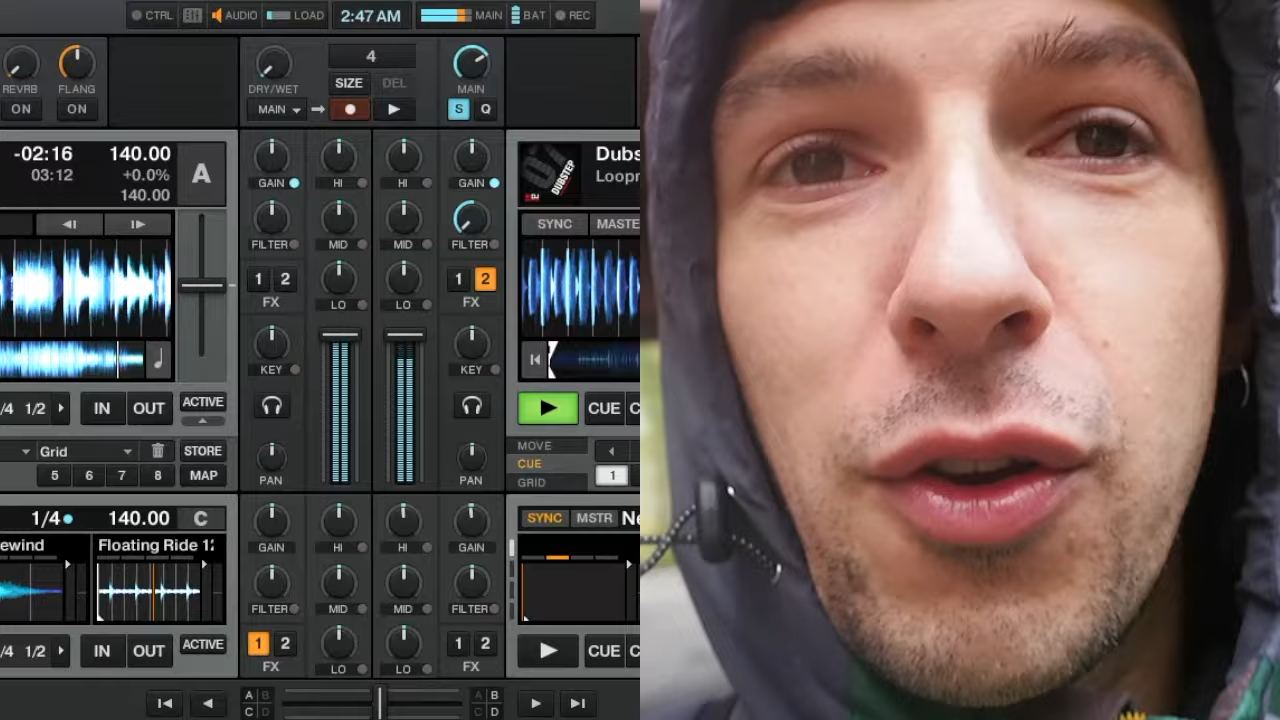 CTRL AUDIO LOAD 2:47 AM MAIN BAT REC
REVRB FLANG
ON ON
DRY/WET
MAIN
4
SIZE DEL
MAIN
S Q
-02:16 140.00
03:12 +0.0%
140.00
A
GAIN HI HI GAIN
FILTER MID MID FILTER
1 2 1 2
FX LO LO FX
KEY KEY
PAN PAN
DUBSTEP
Dubs
Loopr
SYNC MASTE
1/4 1/2 IN OUT ACTIVE
CUE C
Grid STORE
5 6 7 8 MAP
MOVE
CUE
GRID
1
1/4 140.00 C
ewind Floating Ride 12
SYNC MSTR Ne
GAIN HI HI GAIN
FILTER MID MID FILTER
1 2 1 2
FX LO LO FX
/4 1/2 IN OUT ACTIVE
CUE C
A B A B
C D C D